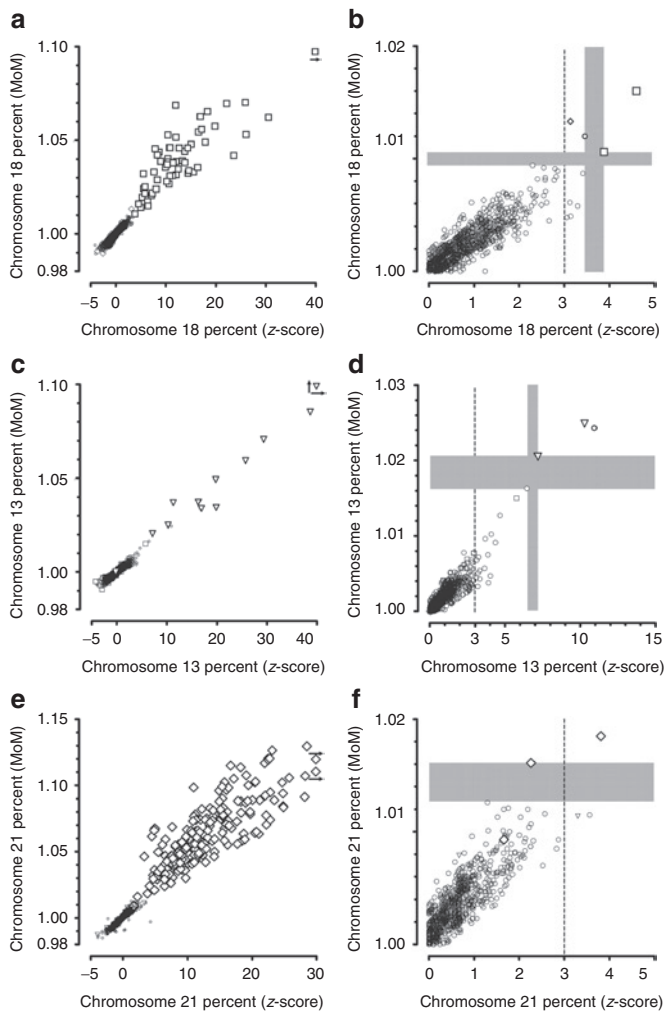 a
b
1.10
1.05
1.00
0.98
Chromosome 18 percent (MoM)
−5 0 10 20 30 40
Chromosome 18 percent (z-score)
1.02
1.01
1.00
Chromosome 18 percent (MoM)
0 1 2 3 4 5
Chromosome 18 percent (z-score)
c
d
1.10
1.05
1.00
0.98
Chromosome 13 percent (MoM)
−5 0 10 20 30 40
Chromosome 13 percent (z-score)
1.03
1.02
1.01
1.00
Chromosome 13 percent (MoM)
0 3 5 10 15
Chromosome 13 percent (z-score)
e
f
1.15
1.10
1.05
1.00
0.98
Chromosome 21 percent (MoM)
−5 0 10 20 30
Chromosome 21 percent (z-score)
1.02
1.01
1.00
Chromosome 21 percent (MoM)
0 1 2 3 4 5
Chromosome 21 percent (z-score)